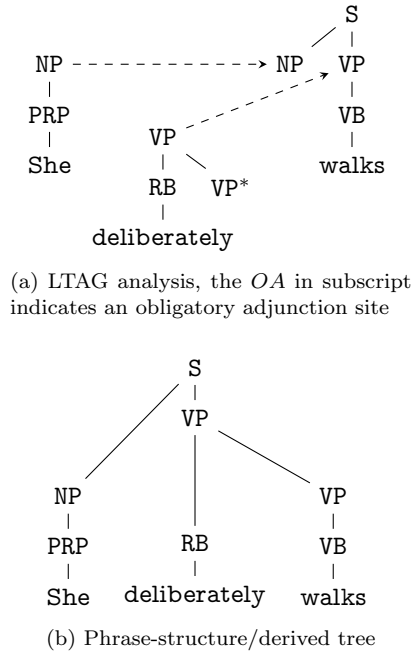 S
NP NP VP
PRP VB
VP
She walks
RB VP*
deliberately
(a) LTAG analysis, the OA in subscript
indicates an obligatory adjunction site
S
VP
NP VP
PRP RB VB
She deliberately walks
(b) Phrase-structure/derived tree